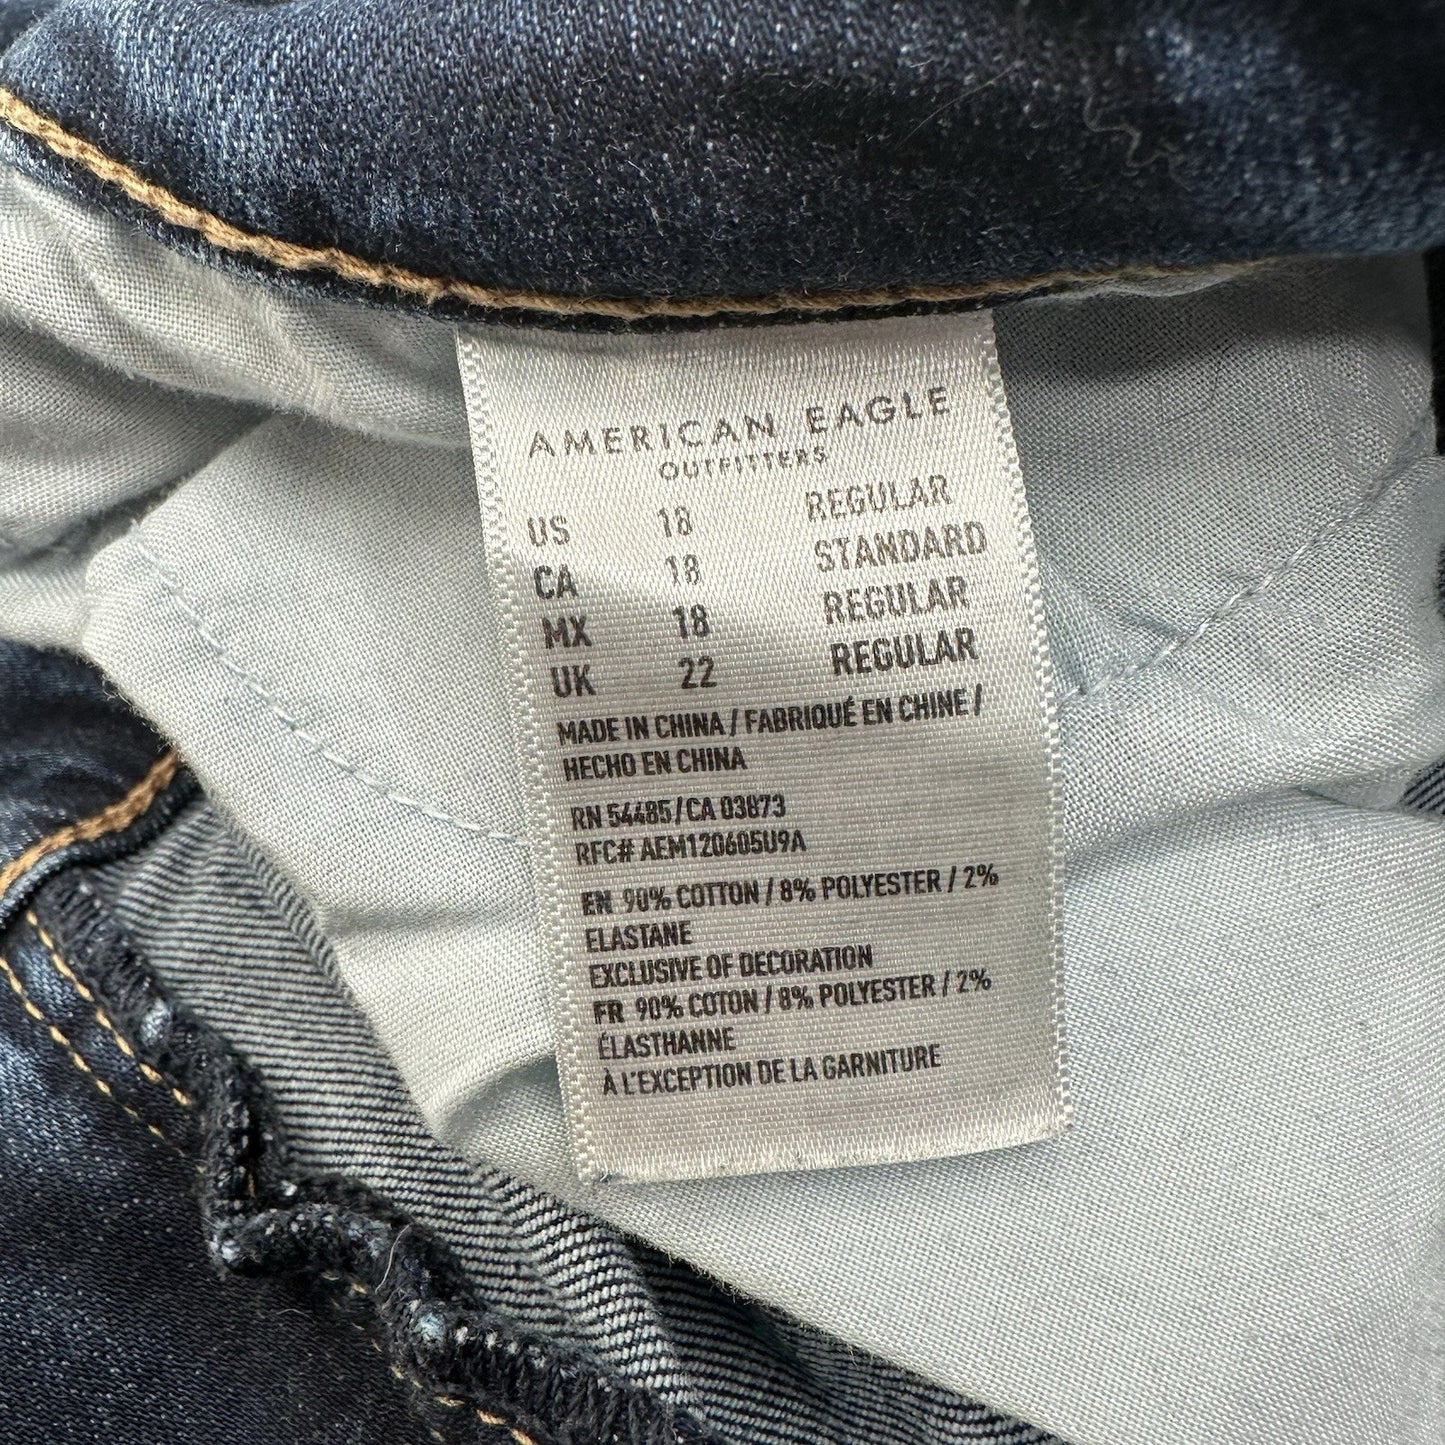 AMERICAN EAGLE
OUTFITTERS
US 18 REGULAR
CA 18 STANDARD
MX 18 REGULAR
UK 22 REGULAR
MADE IN CHINA / FABRIQUÉ EN CHINE /
HECHO EN CHINA
RN 54485/CA 03873
RFC# AEM120605U9A
EN 90% COTTON / 8% POLYESTER / 2%
ELASTANE
EXCLUSIVE OF DECORATION
FR 90% COTON / 8% POLYESTER / 2%
ÉLASTHANNE
À L'EXCEPTION DE LA GARNITURE